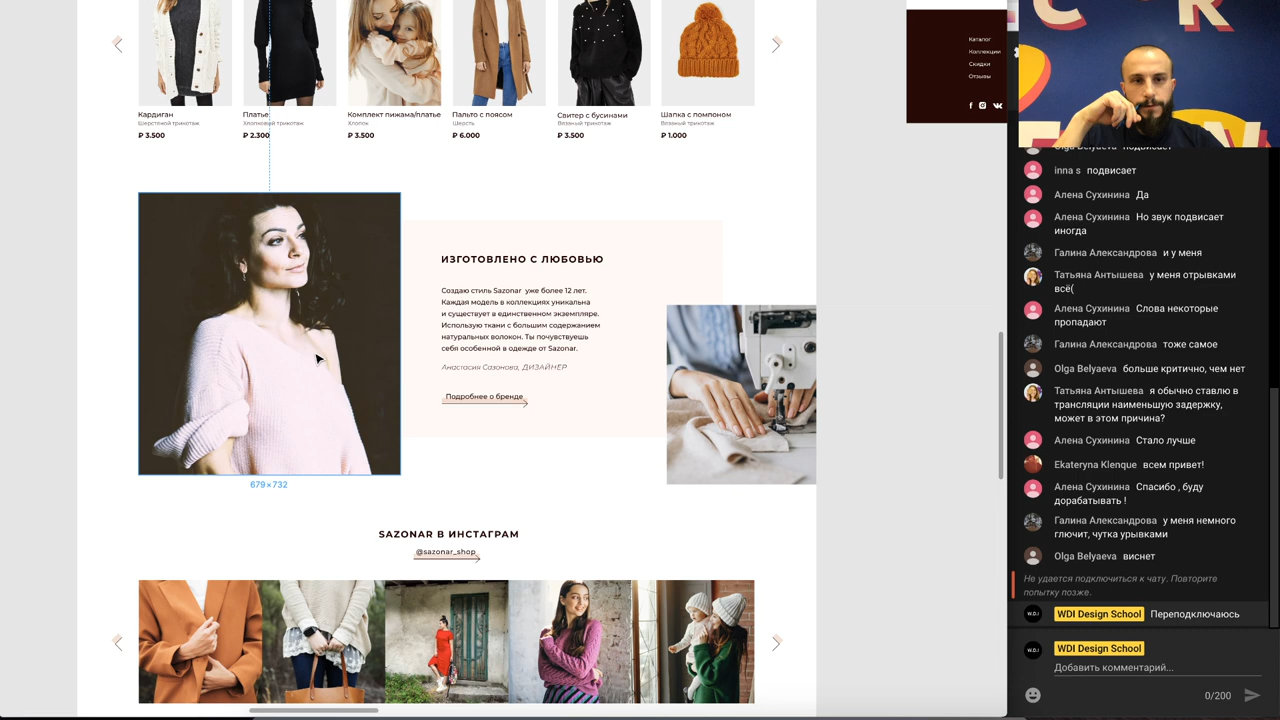 Кардиган
Шерстяной трикотаж
₽ 3.500
Платье
Хлопковый трикотаж
₽ 2.300
Комплект пижама/платье
Хлопок
₽ 3.500
Пальто с поясом
Шерсть
₽ 6.000
Свитер с бусинами
Вязаный трикотаж
₽ 3.500
Шапка с помпоном
Вязаный трикотаж
₽ 1.000
ИЗГОТОВЛЕНО С ЛЮБОВЬЮ
Создаю стиль Sazonar уже более 12 лет.
Каждая модель в коллекциях уникальна
и существует в единственном экземпляре.
Использую ткани с большим содержанием
натуральных волокон. Ты почувствуешь
себя особенной в одежде от Sazonar.
Анастасия Сазонова, ДИЗАЙНЕР
Подробнее о бренде
679×732
SAZONAR В ИНСТАГРАМ
@sazonar_shop
Каталог
Коллекции
Скидки
Отзывы
Olga Belyaeva подвисает
inna s подвисает
Алена Сухинина Да
Алена Сухинина Но звук подвисает
иногда
Галина Александрова и у меня
Татьяна Антышева у меня отрывками
всё(
Алена Сухинина Слова некоторые
пропадают
Галина Александрова тоже самое
Olga Belyaeva больше критично, чем нет
Татьяна Антышева я обычно ставлю в
трансляции наименьшую задержку,
может в этом причина?
Алена Сухинина Стало лучше
Ekateryna Klenque всем привет!
Алена Сухинина Спасибо , буду
дорабатывать !
Галина Александрова у меня немного
глючит, чутка урывками
Olga Belyaeva виснет
Не удается подключиться к чату. Повторите
попытку позже.
W.D.I WDI Design School Переподключаюсь
W.D.I WDI Design School
Добавить комментарий...
0/200